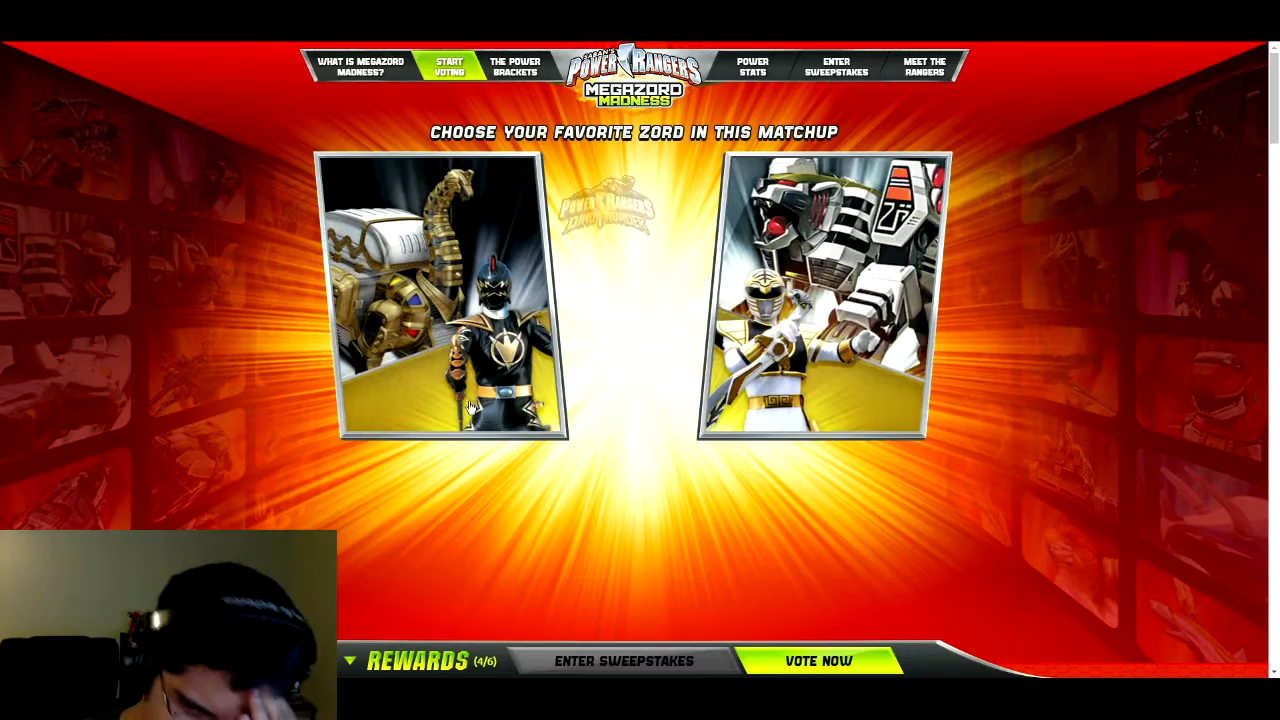 WHAT IS MEGAZORD
MADNESS?
START
VOTING
THE POWER
BRACKETS
SABAN'S
POWER RANGERS
MEGAZORD
MADNESS
POWER
STATS
ENTER
SWEEPSTAKES
MEET THE
RANGERS
CHOOSE YOUR FAVORITE ZORD IN THIS MATCHUP
POWER RANGERS
DINO THUNDER
REWARDS (4/6)
ENTER SWEEPSTAKES
VOTE NOW